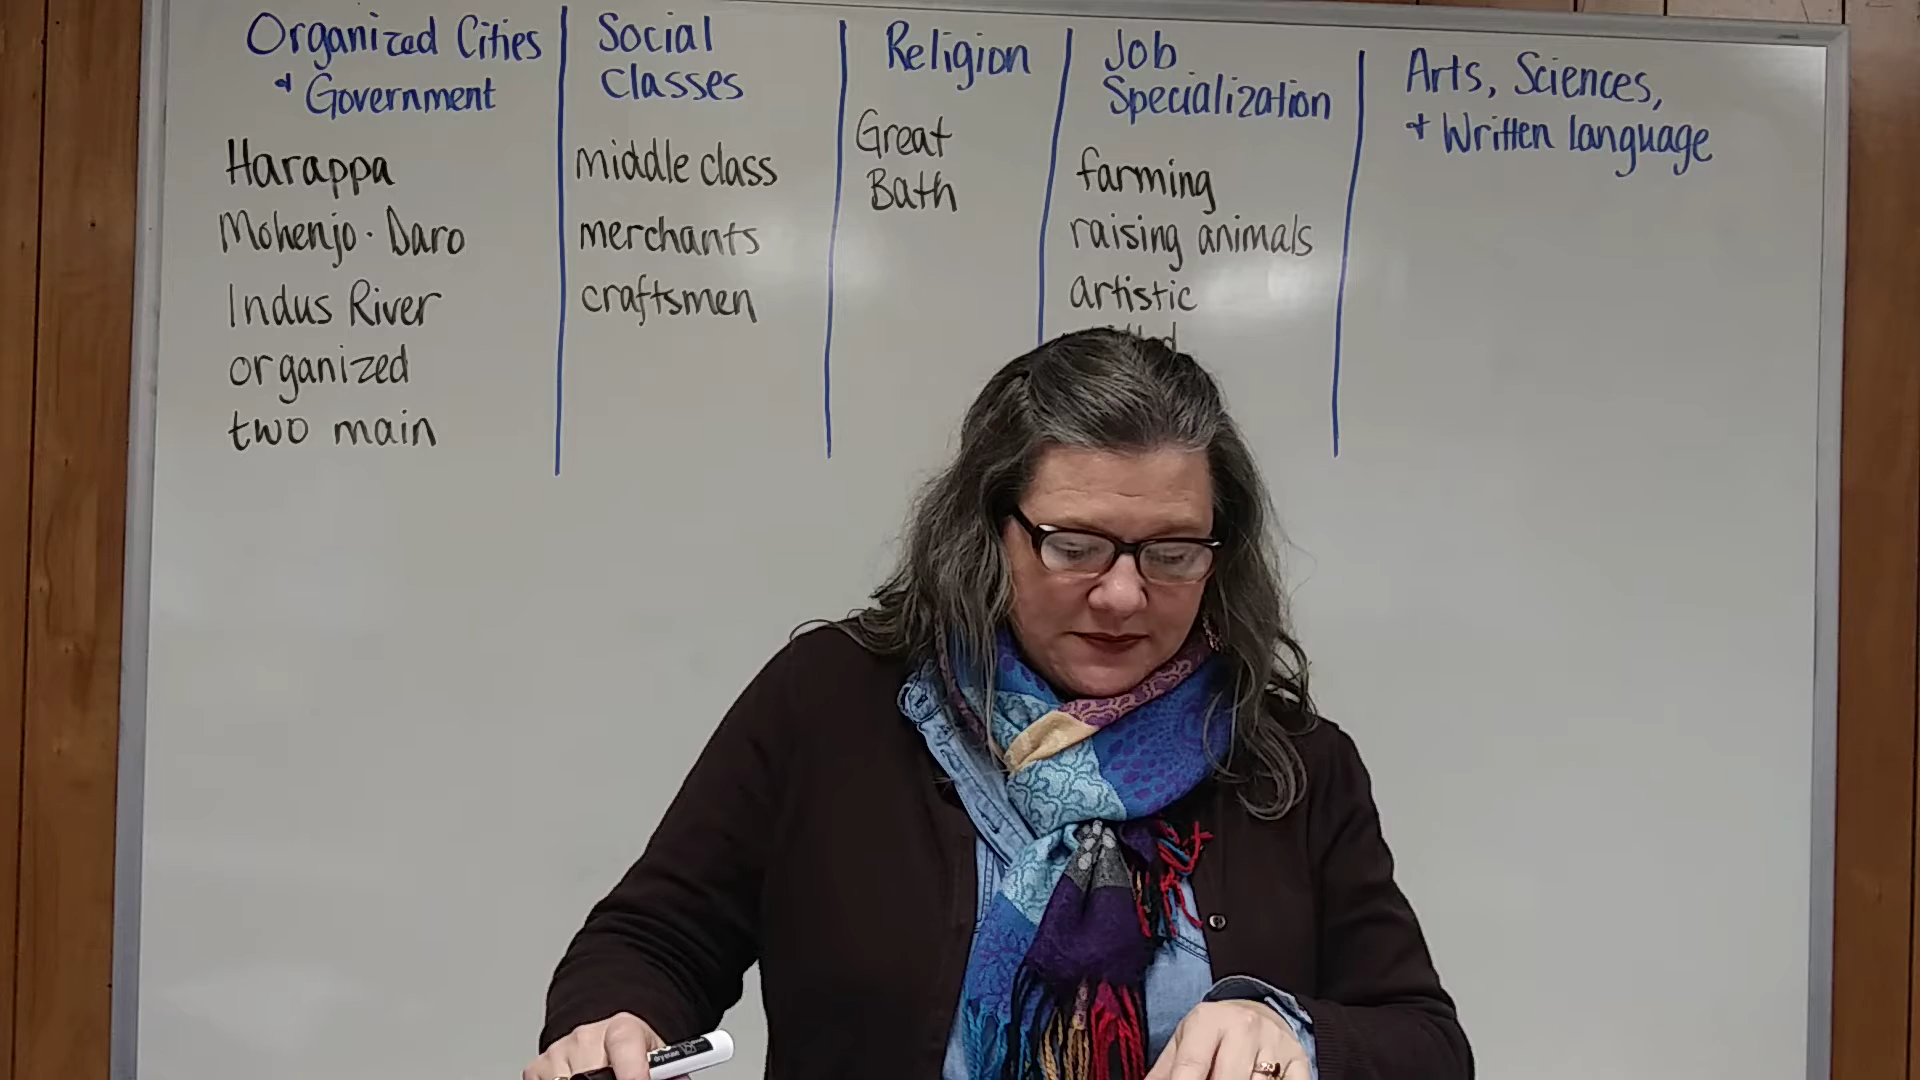 Organized Cities
+ Government
Harappa
Mohenjo-Daro
Indus River
organized
two main
Social
Classes
middle class
merchants
craftsmen
Religion
Great
Bath
Job
Specialization
farming
raising animals
artistic
Arts, Sciences,
+ Written language